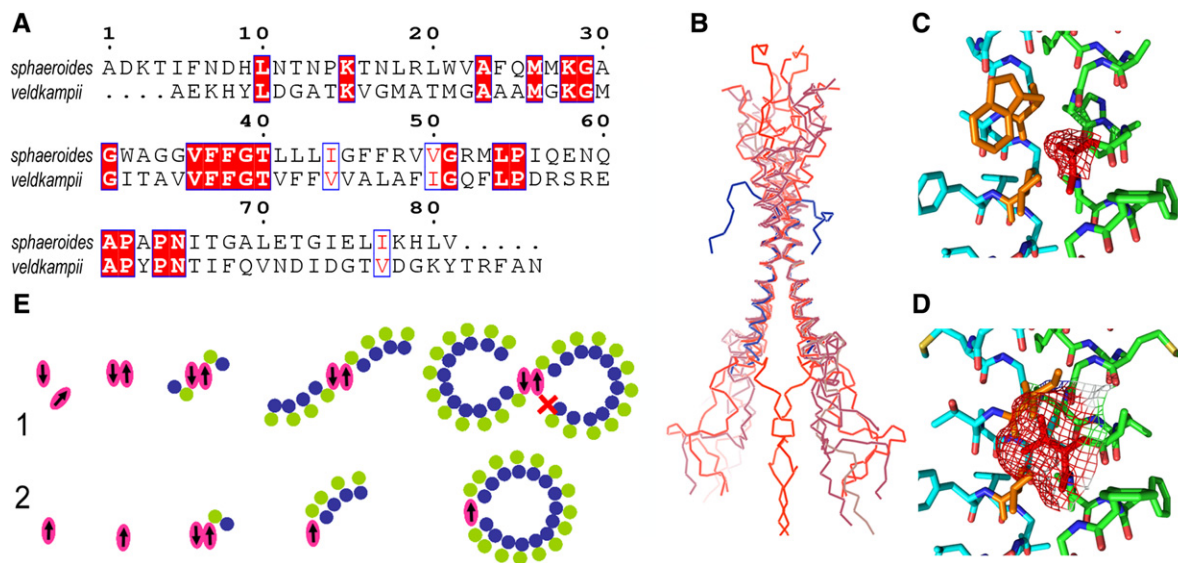 A
1 10 20 30
sphaeroides ADKTIFNDHLNTNPKTNLRLWVAFQMMKGA
veldkampii ....AEKHYLDGATKVGMATMGAAAMGKGM
40 50 60
sphaeroides GWAGGVFFGTLLLIGFFRVVGRMLPIQENQ
veldkampii GITAVVFFGTVFFVVALAFIGQFLPDRSRE
70 80
sphaeroides APAPNITGALETGIELIKHLV.....
veldkampii APYPNTIFQVNDIDGTVDGKYTRFAN
B
C
D
E
1
2